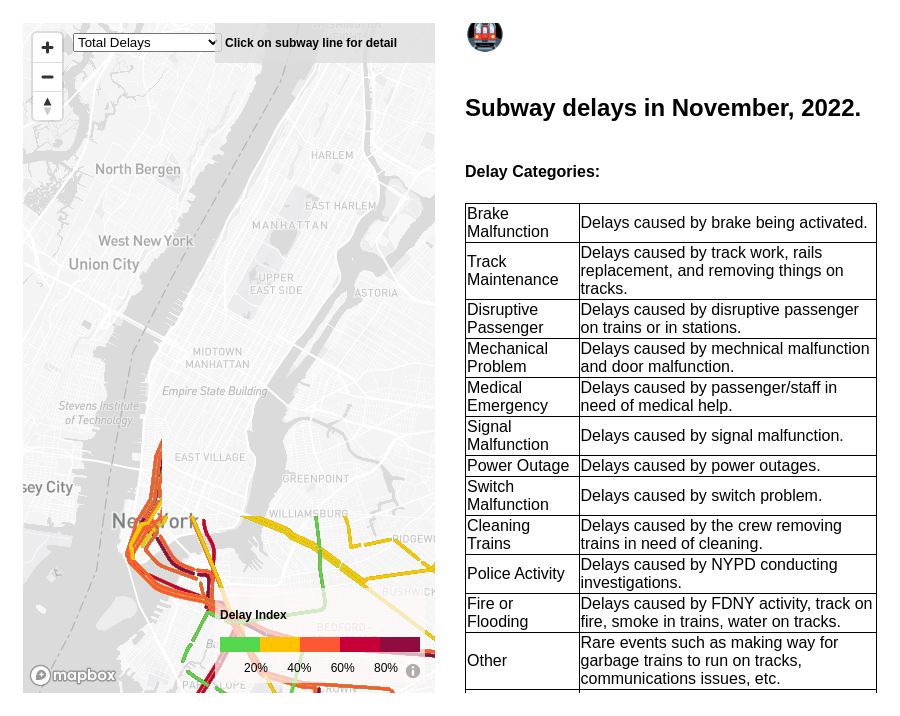 Total Delays
Click on subway line for detail
HARLEM
North Bergen
EAST HARLEM
MANHATTAN
West New York
Union City
UPPER
EAST SIDE
ASTORIA
MIDTOWN
MANHATTAN
Empire State Building
Stevens Institute
of Technology
EAST VILLAGE
GREENPOINT
sey City
WILLIAMSBURG
New York
RIDGEWO
BUSHWICK
Delay Index
BEDFORD-
20% 40% 60% 80%
mapbox
PARK SLOPE
CROWN
Subway delays in November, 2022.
Delay Categories:
Brake
Malfunction
Delays caused by brake being activated.
Track
Maintenance
Delays caused by track work, rails
replacement, and removing things on
tracks.
Disruptive
Passenger
Delays caused by disruptive passenger
on trains or in stations.
Mechanical
Problem
Delays caused by mechnical malfunction
and door malfunction.
Medical
Emergency
Delays caused by passenger/staff in
need of medical help.
Signal
Malfunction
Delays caused by signal malfunction.
Power Outage
Delays caused by power outages.
Switch
Malfunction
Delays caused by switch problem.
Cleaning
Trains
Delays caused by the crew removing
trains in need of cleaning.
Police Activity
Delays caused by NYPD conducting
investigations.
Fire or
Flooding
Delays caused by FDNY activity, track on
fire, smoke in trains, water on tracks.
Other
Rare events such as making way for
garbage trains to run on tracks,
communications issues, etc.